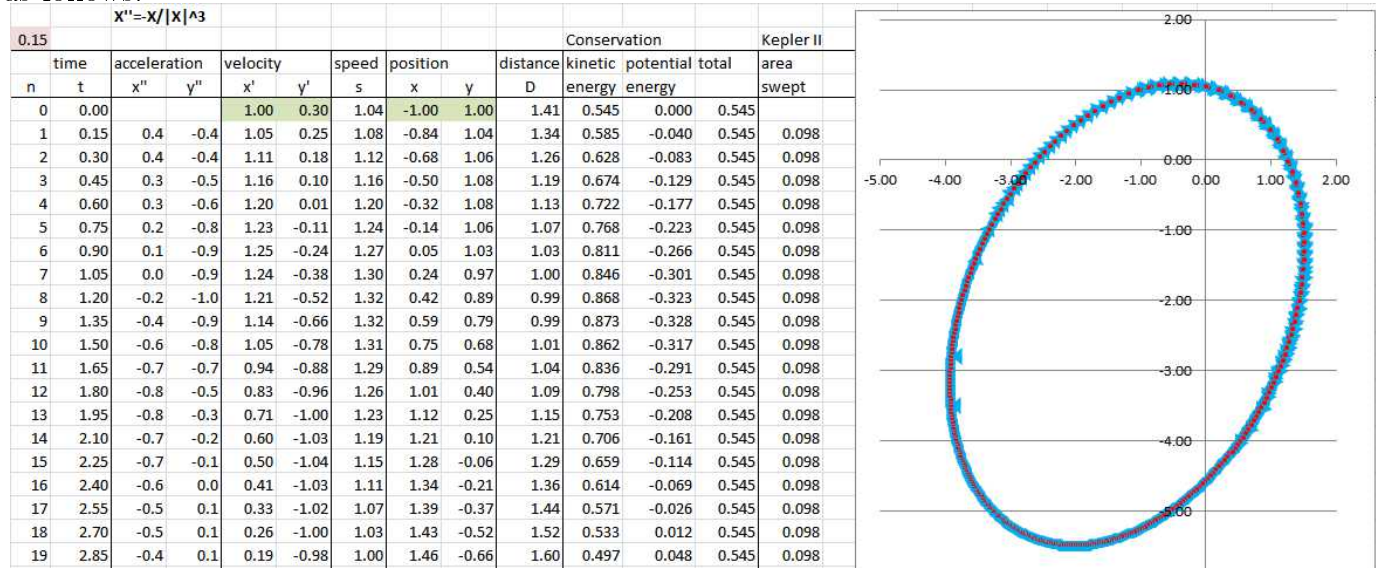 X''=-X/|X|^3
0.15 Conservation Kepler II
time acceleration velocity speed position distance kinetic potential total area
n t x" y" x' y' s x y D energy energy swept
0 0.00 1.00 0.30 1.04 -1.00 1.00 1.41 0.545 0.000 0.545
1 0.15 0.4 -0.4 1.05 0.25 1.08 -0.84 1.04 1.34 0.585 -0.040 0.545 0.098
2 0.30 0.4 -0.4 1.11 0.18 1.12 -0.68 1.06 1.26 0.628 -0.083 0.545 0.098
3 0.45 0.3 -0.5 1.16 0.10 1.16 -0.50 1.08 1.19 0.674 -0.129 0.545 0.098
4 0.60 0.3 -0.6 1.20 0.01 1.20 -0.32 1.08 1.13 0.722 -0.177 0.545 0.098
5 0.75 0.2 -0.8 1.23 -0.11 1.24 -0.14 1.06 1.07 0.768 -0.223 0.545 0.098
6 0.90 0.1 -0.9 1.25 -0.24 1.27 0.05 1.03 1.03 0.811 -0.266 0.545 0.098
7 1.05 0.0 -0.9 1.24 -0.38 1.30 0.24 0.97 1.00 0.846 -0.301 0.545 0.098
8 1.20 -0.2 -1.0 1.21 -0.52 1.32 0.42 0.89 0.99 0.868 -0.323 0.545 0.098
9 1.35 -0.4 -0.9 1.14 -0.66 1.32 0.59 0.79 0.99 0.873 -0.328 0.545 0.098
10 1.50 -0.6 -0.8 1.05 -0.78 1.31 0.75 0.68 1.01 0.862 -0.317 0.545 0.098
11 1.65 -0.7 -0.7 0.94 -0.88 1.29 0.89 0.54 1.04 0.836 -0.291 0.545 0.098
12 1.80 -0.8 -0.5 0.83 -0.96 1.26 1.01 0.40 1.09 0.798 -0.253 0.545 0.098
13 1.95 -0.8 -0.3 0.71 -1.00 1.23 1.12 0.25 1.15 0.753 -0.208 0.545 0.098
14 2.10 -0.7 -0.2 0.60 -1.03 1.19 1.21 0.10 1.21 0.706 -0.161 0.545 0.098
15 2.25 -0.7 -0.1 0.50 -1.04 1.15 1.28 -0.06 1.29 0.659 -0.114 0.545 0.098
16 2.40 -0.6 0.0 0.41 -1.03 1.11 1.34 -0.21 1.36 0.614 -0.069 0.545 0.098
17 2.55 -0.5 0.1 0.33 -1.02 1.07 1.39 -0.37 1.44 0.571 -0.026 0.545 0.098
18 2.70 -0.5 0.1 0.26 -1.00 1.03 1.43 -0.52 1.52 0.533 0.012 0.545 0.098
19 2.85 -0.4 0.1 0.19 -0.98 1.00 1.46 -0.66 1.60 0.497 0.048 0.545 0.098
2.00
1.00
0.00
-5.00 -4.00 -3.00 -2.00 -1.00 0.00 1.00 2.00
-1.00
-2.00
-3.00
-4.00
-5.00